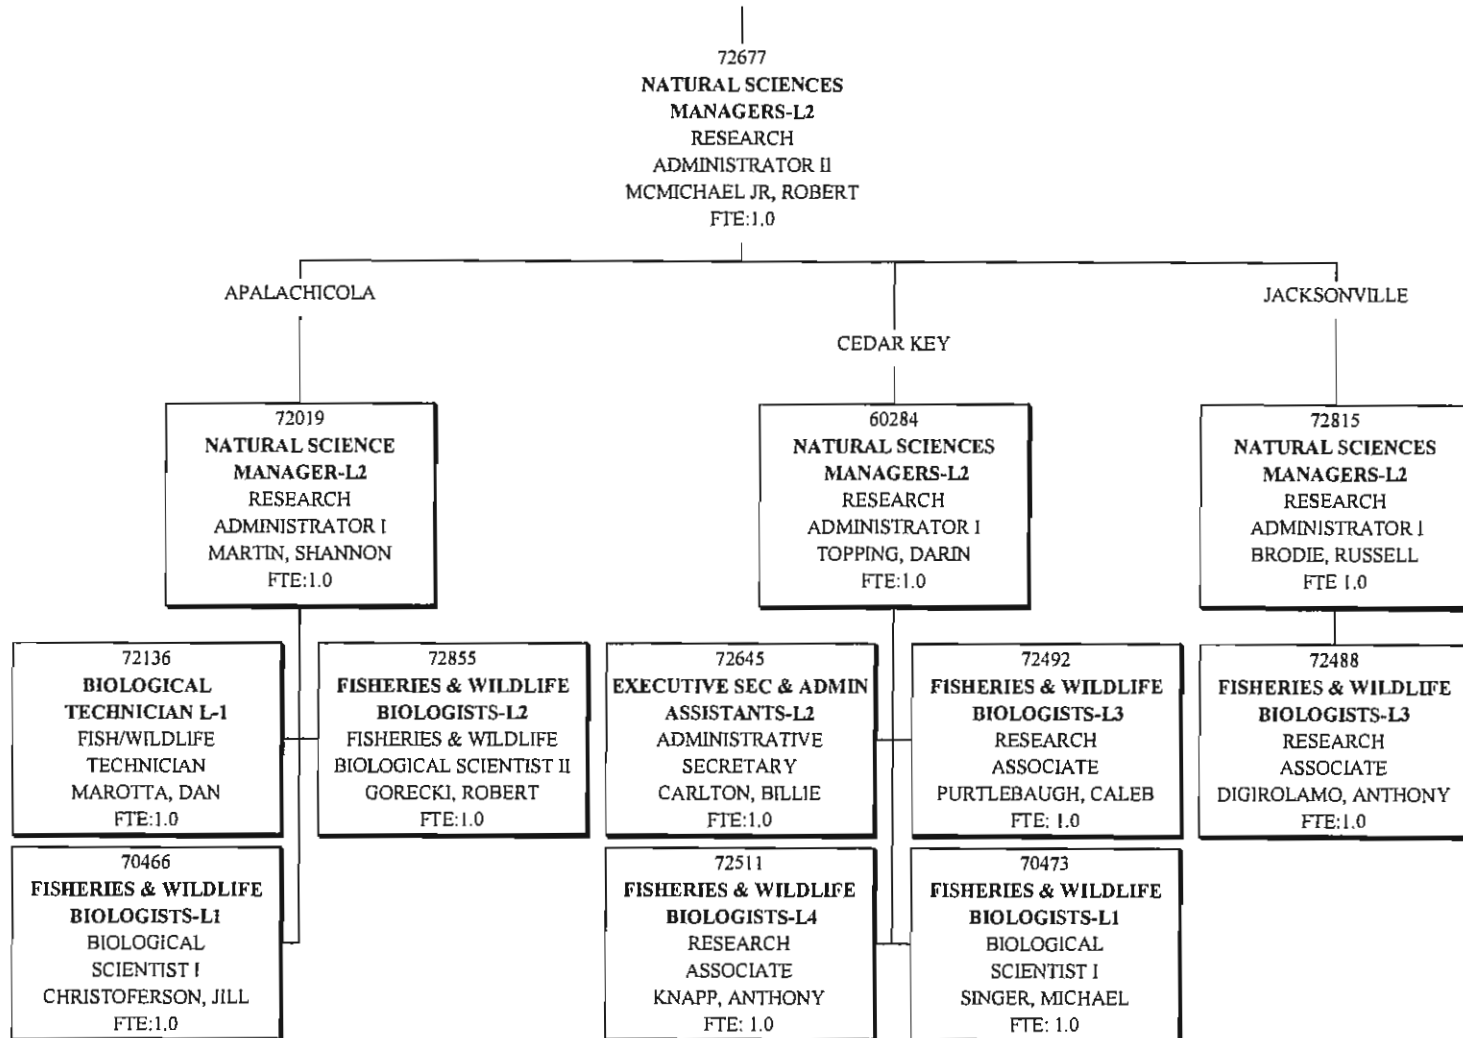 72677
NATURAL SCIENCES
MANAGERS-L2
RESEARCH
ADMINISTRATOR II
MCMICHAEL JR, ROBERT
FTE:1.0
APALACHICOLA
CEDAR KEY
JACKSONVILLE
72019
NATURAL SCIENCE
MANAGER-L2
RESEARCH
ADMINISTRATOR I
MARTIN, SHANNON
FTE:1.0
60284
NATURAL SCIENCES
MANAGERS-L2
RESEARCH
ADMINISTRATOR I
TOPPING, DARIN
FTE:1.0
72815
NATURAL SCIENCES
MANAGERS-L2
RESEARCH
ADMINISTRATOR I
BRODIE, RUSSELL
FTE 1.0
72136
BIOLOGICAL
TECHNICIAN L-1
FISH/WILDLIFE
TECHNICIAN
MAROTTA, DAN
FTE:1.0
72855
FISHERIES & WILDLIFE
BIOLOGISTS-L2
FISHERIES & WILDLIFE
BIOLOGICAL SCIENTIST II
GORECKI, ROBERT
FTE:1.0
72645
EXECUTIVE SEC & ADMIN
ASSISTANTS-L2
ADMINISTRATIVE
SECRETARY
CARLTON, BILLIE
FTE:1.0
72492
FISHERIES & WILDLIFE
BIOLOGISTS-L3
RESEARCH
ASSOCIATE
PURTLEBAUGH, CALEB
FTE: 1.0
72488
FISHERIES & WILDLIFE
BIOLOGISTS-L3
RESEARCH
ASSOCIATE
DIGIROLAMO, ANTHONY
FTE:1.0
70466
FISHERIES & WILDLIFE
BIOLOGISTS-L1
BIOLOGICAL
SCIENTIST I
CHRISTOFERSON, JILL
FTE:1.0
72511
FISHERIES & WILDLIFE
BIOLOGISTS-L4
RESEARCH
ASSOCIATE
KNAPP, ANTHONY
FTE: 1.0
70473
FISHERIES & WILDLIFE
BIOLOGISTS-L1
BIOLOGICAL
SCIENTIST I
SINGER, MICHAEL
FTE: 1.0